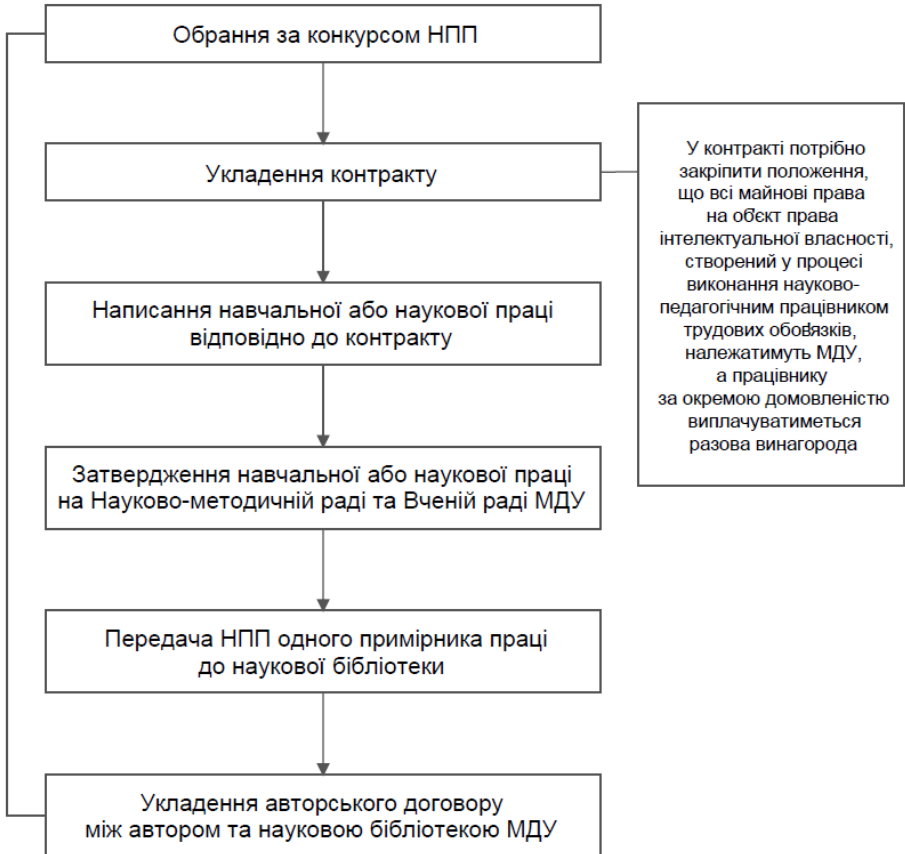 Обрання за конкурсом НПП
Укладення контракту
У контракті потрібно
закріпити положення,
що всі майнові права
на об'єкт права
інтелектуальної власності,
створений у процесі
виконання науково-
педагогічним працівником
трудових обов'язків,
належатимуть МДУ,
а працівнику
за окремою домовленістю
виплачуватиметься
разова винагорода
Написання навчальної або наукової праці
відповідно до контракту
Затвердження навчальної або наукової праці
на Науково-методичній раді та Вченій раді МДУ
Передача НПП одного примірника праці
до наукової бібліотеки
Укладення авторського договору
між автором та науковою бібліотекою МДУ